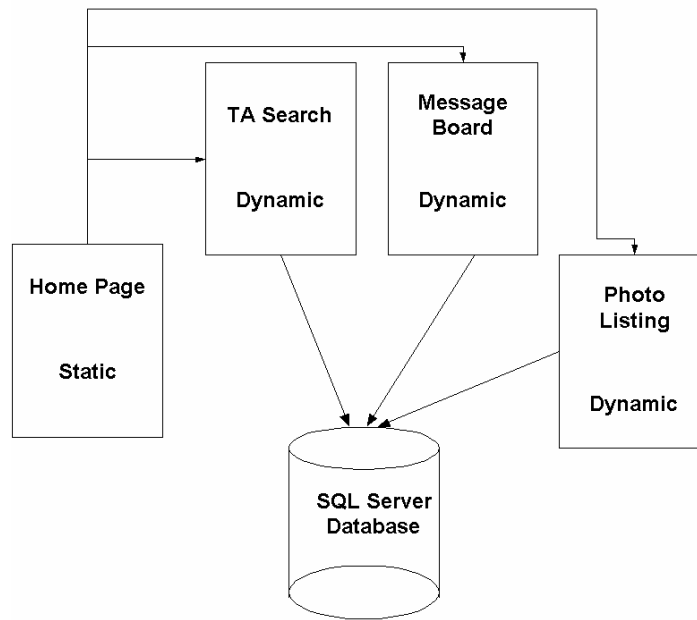 TA Search
Dynamic
Message
Board
Dynamic
Home Page
Static
Photo
Listing
Dynamic
SQL Server
Database